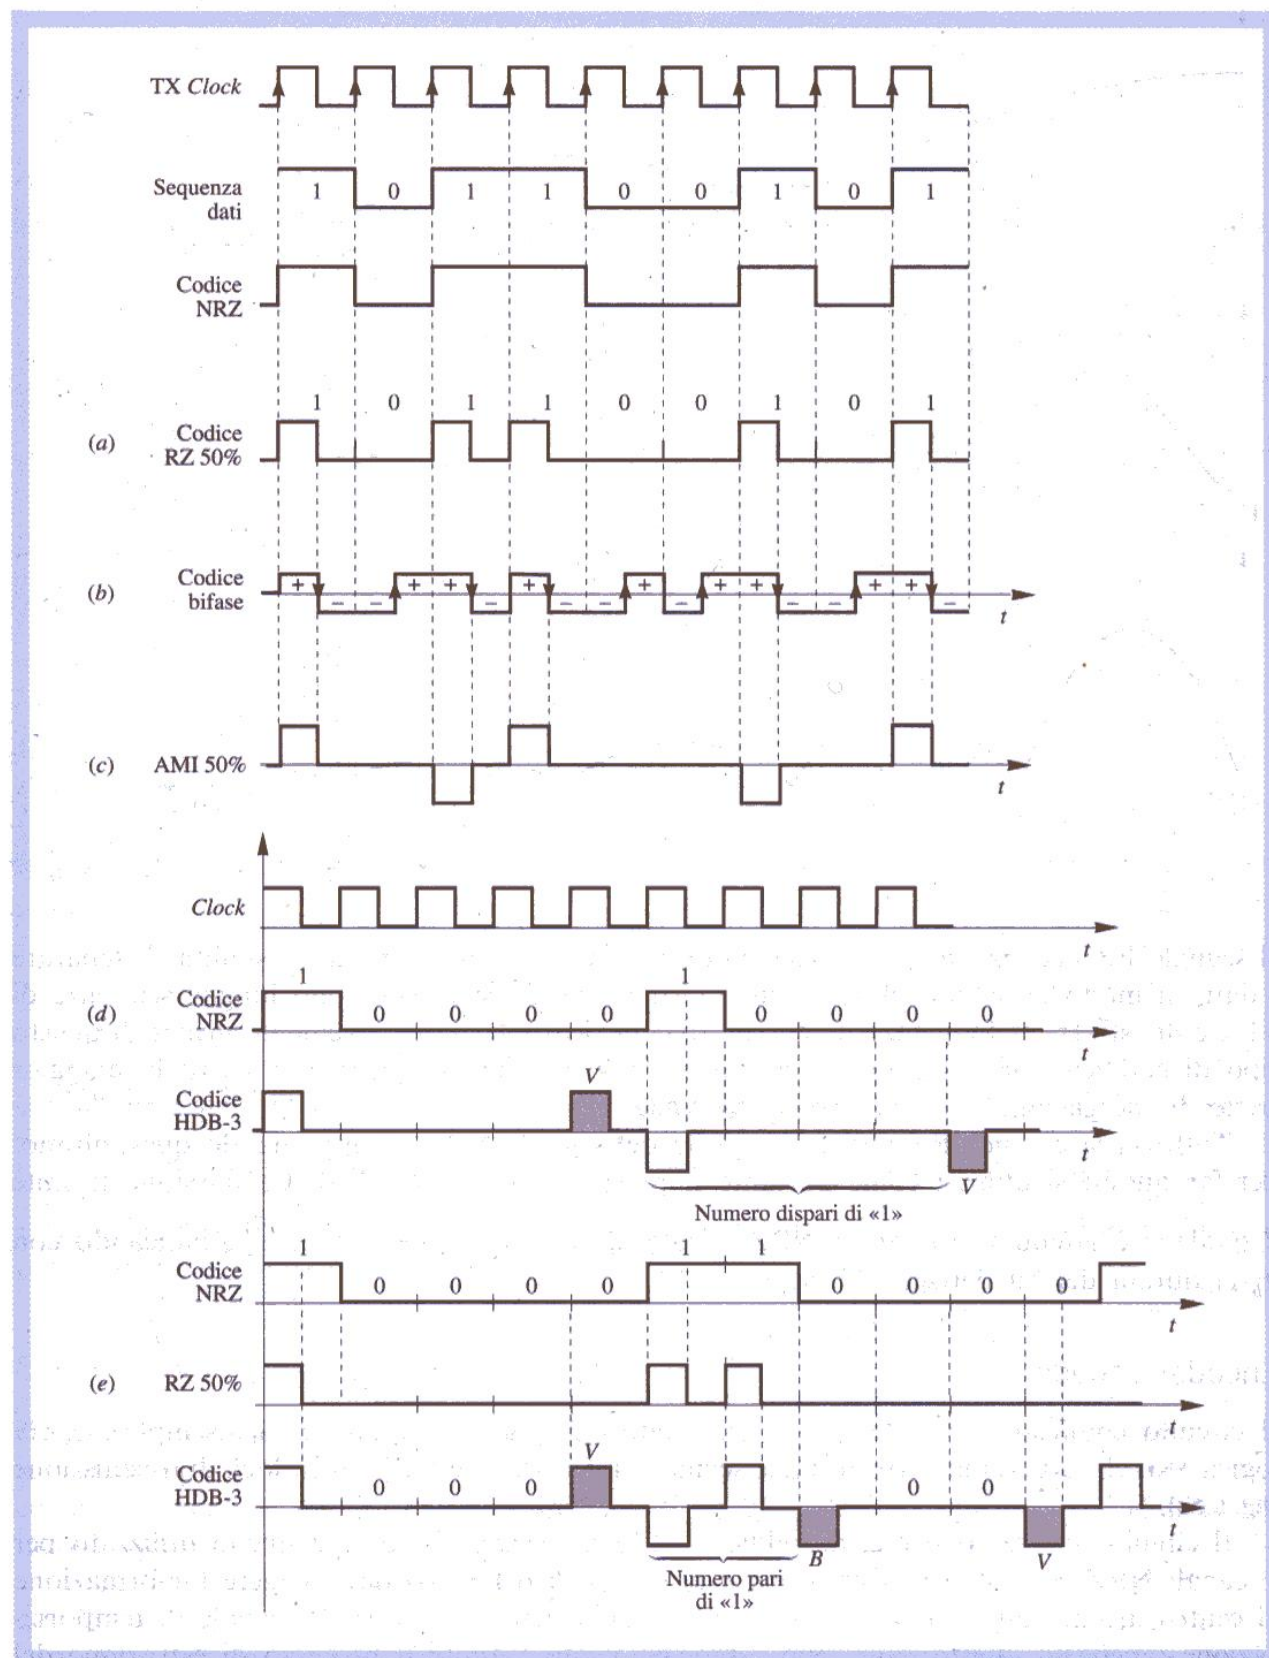 TX Clock
Sequenza
dati
1 0 1 1 0 0 1 0 1
Codice
NRZ
1 0 1 1 0 0 1 0 1
(a) Codice
RZ 50%
(b) Codice
bifase
+ − − + + − + − − + − + + − − + + −
t
(c) AMI 50%
t
Clock
t
1 1
(d) Codice
NRZ
0 0 0 0 0 0 0 0
t
V
Codice
HDB-3
t
V
Numero dispari di «1»
1 1 1
Codice
NRZ
0 0 0 0 0 0 0 0
t
(e) RZ 50%
t
V
Codice
HDB-3
0 0 0 0 0
t
B V
Numero pari
di «1»